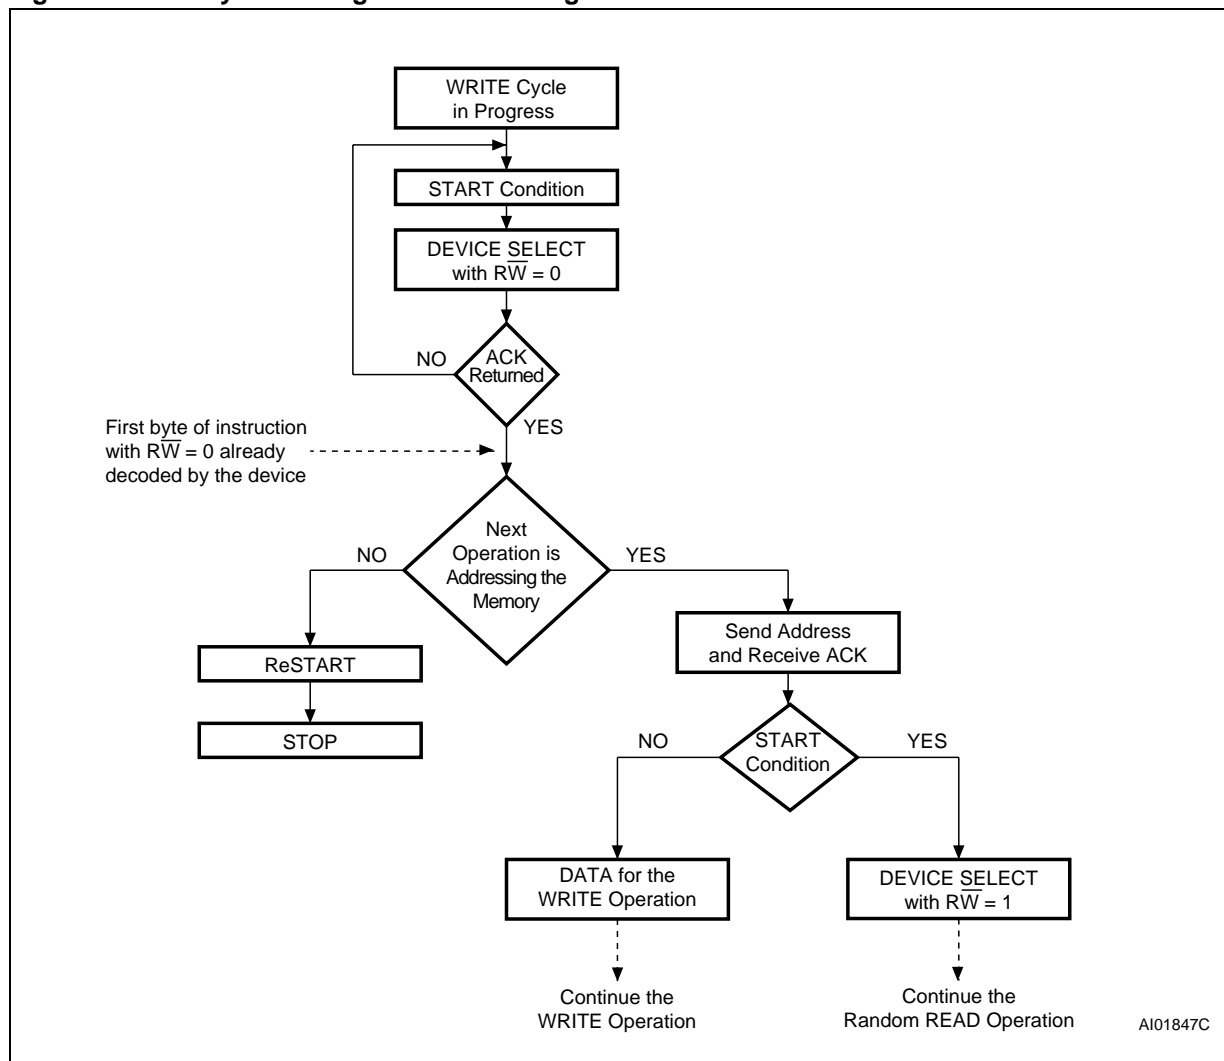 WRITE Cycle
in Progress
START Condition
DEVICE SELECT
with RW̅ = 0
NO
ACK
Returned
YES
First byte of instruction
with RW̅ = 0 already
decoded by the device
NO
Next
Operation is
Addressing the
Memory
YES
Send Address
and Receive ACK
ReSTART
STOP
NO
START
Condition
YES
DATA for the
WRITE Operation
DEVICE SELECT
with RW̅ = 1
Continue the
WRITE Operation
Continue the
Random READ Operation
AI01847C